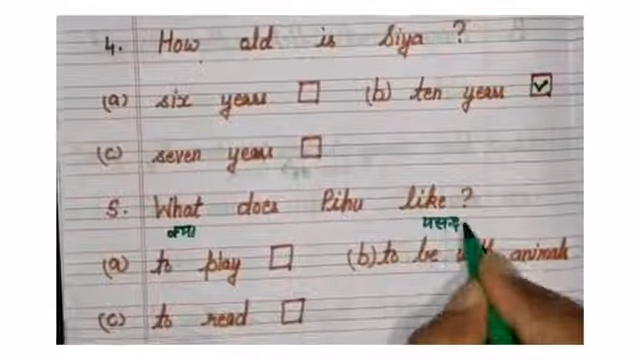 4. How old is Siya ?
(a) six years (b) ten years
(c) seven years
5. What does Pihu like ?
क्या पसन्द
(a) to play (b) to be with animals
(c) to read